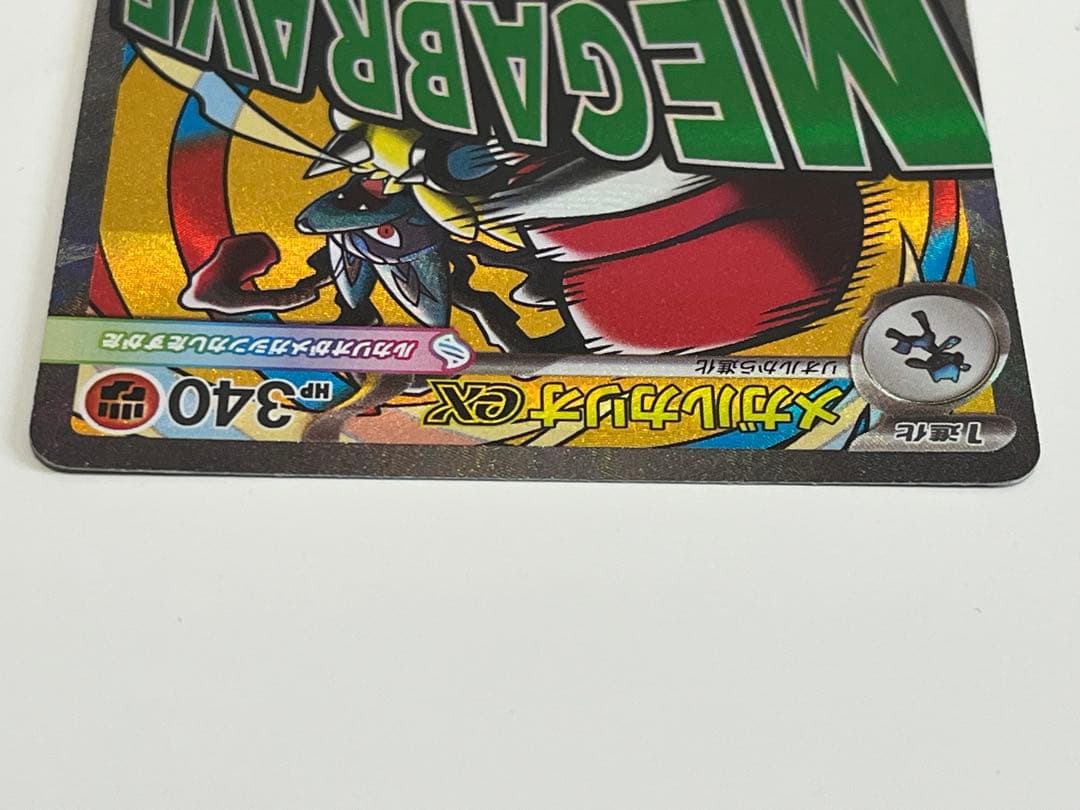 1進化
メガルカリオex
HP340
リオルから進化
ルカリオがメガシンカしたすがた
MEGABRAVE